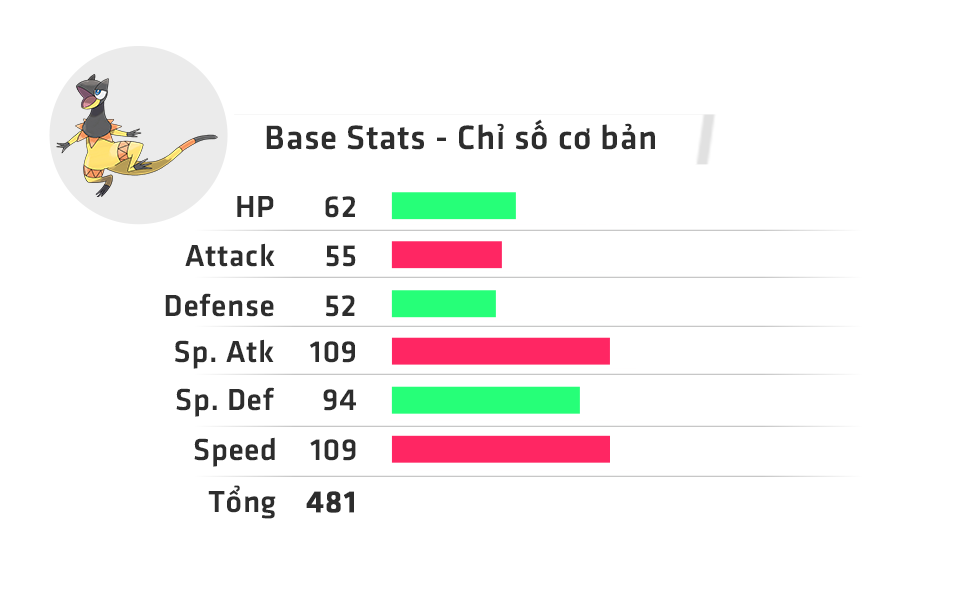 Base Stats - Chỉ số cơ bản
HP 62
Attack 55
Defense 52
Sp. Atk 109
Sp. Def 94
Speed 109
Tổng 481